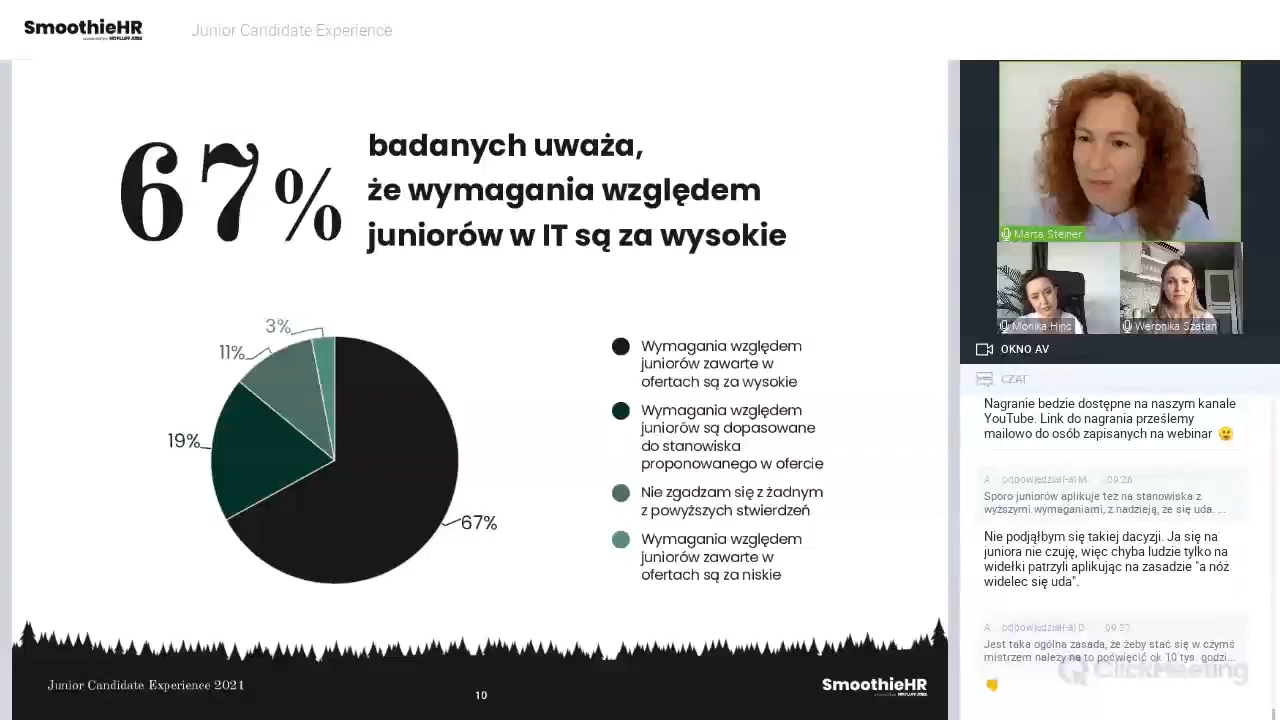 SmoothieHR
Junior Candidate Experience
67%
badanych uważa,
że wymagania względem
juniorów w IT są za wysokie
3%
11%
19%
67%
Wymagania względem
juniorów zawarte w
ofertach są za wysokie
Wymagania względem
juniorów są dopasowane
do stanowiska
proponowanego w ofercie
Nie zgadzam się z żadnym
z powyższych stwierdzeń
Wymagania względem
juniorów zawarte w
ofertach są za niskie
Junior Candidate Experience 2021
10
SmoothieHR
Marta Steiner
Monika Hins
Weronika Szatan
OKNO AV
CZAT
Nagranie bedzie dostępne na naszym kanale
YouTube. Link do nagrania prześlemy
mailowo do osób zapisanych na webinar
A odpowiedział(-a) M. 09:26
Sporo juniorów aplikuje też na stanowiska z
wyższymi wymaganiami, z nadzieją, że się uda. ...
Nie podjąłbym się takiej dacyzji. Ja się na
juniora nie czuję, więc chyba ludzie tylko na
widełki patrzyli aplikując na zasadzie "a nóż
widelec się uda".
A odpowiedział(-a) D
Jest taka ogólna zasada, że żeby stać się w czymś
mistrzem należy na to poświęcić ok 10 tys. godzi...
ClickMeeting